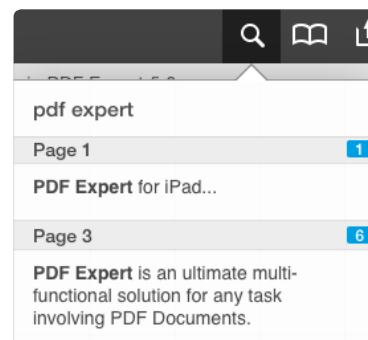 pdf expert
Page 1
1
PDF Expert for iPad...
Page 3
6
PDF Expert is an ultimate multi-
functional solution for any task
involving PDF Documents.